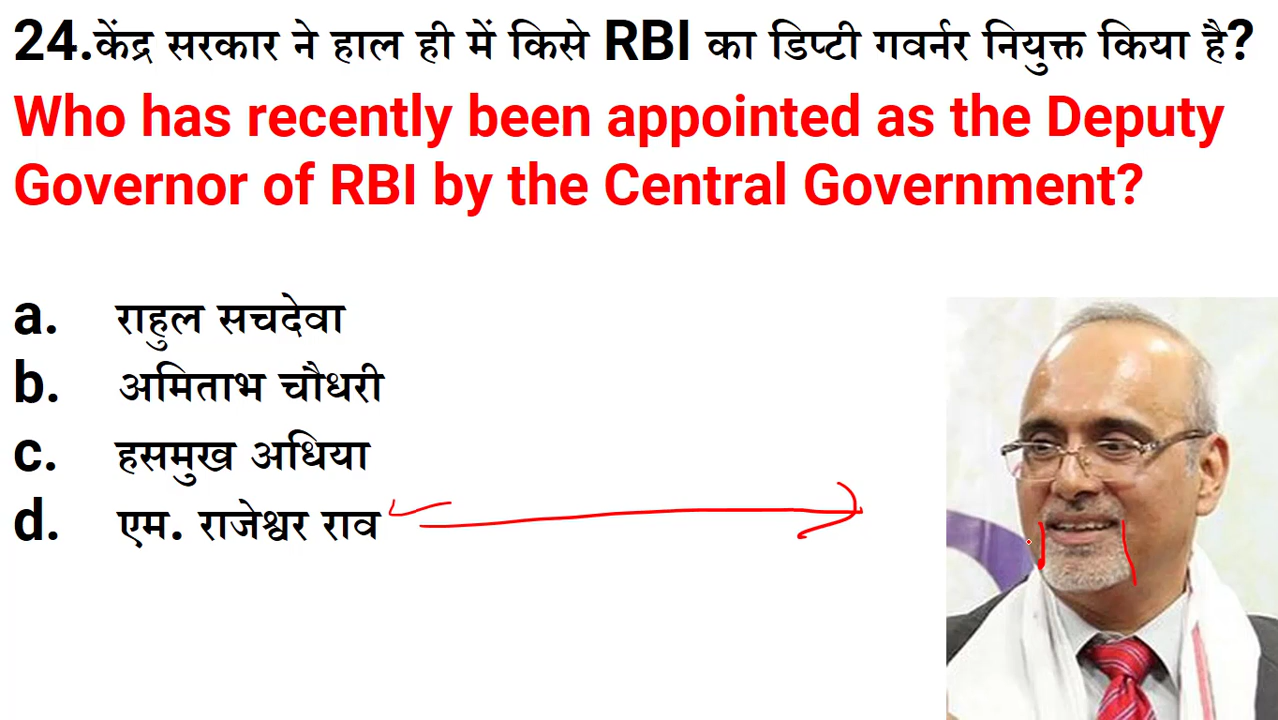 24.केंद्र सरकार ने हाल ही में किसे RBI का डिप्टी गवर्नर नियुक्त किया है?
Who has recently been appointed as the Deputy
Governor of RBI by the Central Government?
a. राहुल सचदेवा
b. अमिताभ चौधरी
c. हसमुख अधिया
d. एम. राजेश्वर राव